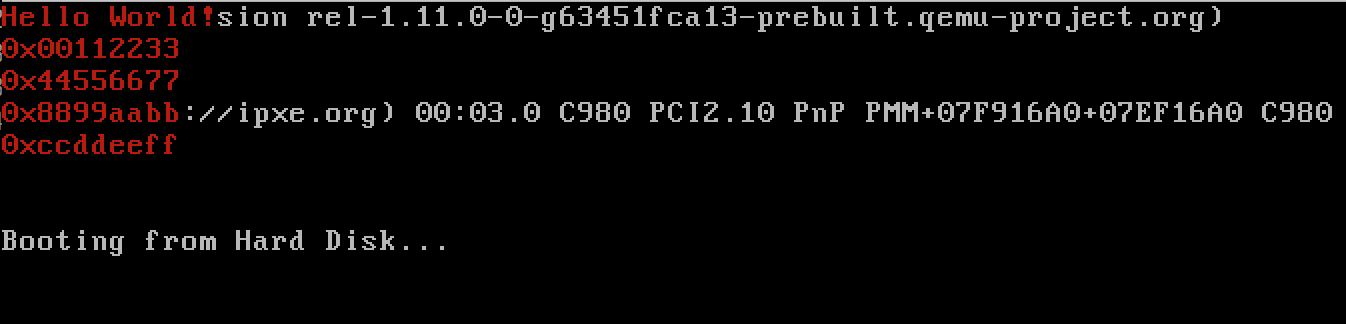 Hello World!sion rel-1.11.0-0-g63451fca13-prebuilt.qemu-project.org)
0x00112233
0x44556677
0x8899aabb://ipxe.org) 00:03.0 C980 PCI2.10 PnP PMM+07F916A0+07EF16A0 C980
0xccddeeff
Booting from Hard Disk...